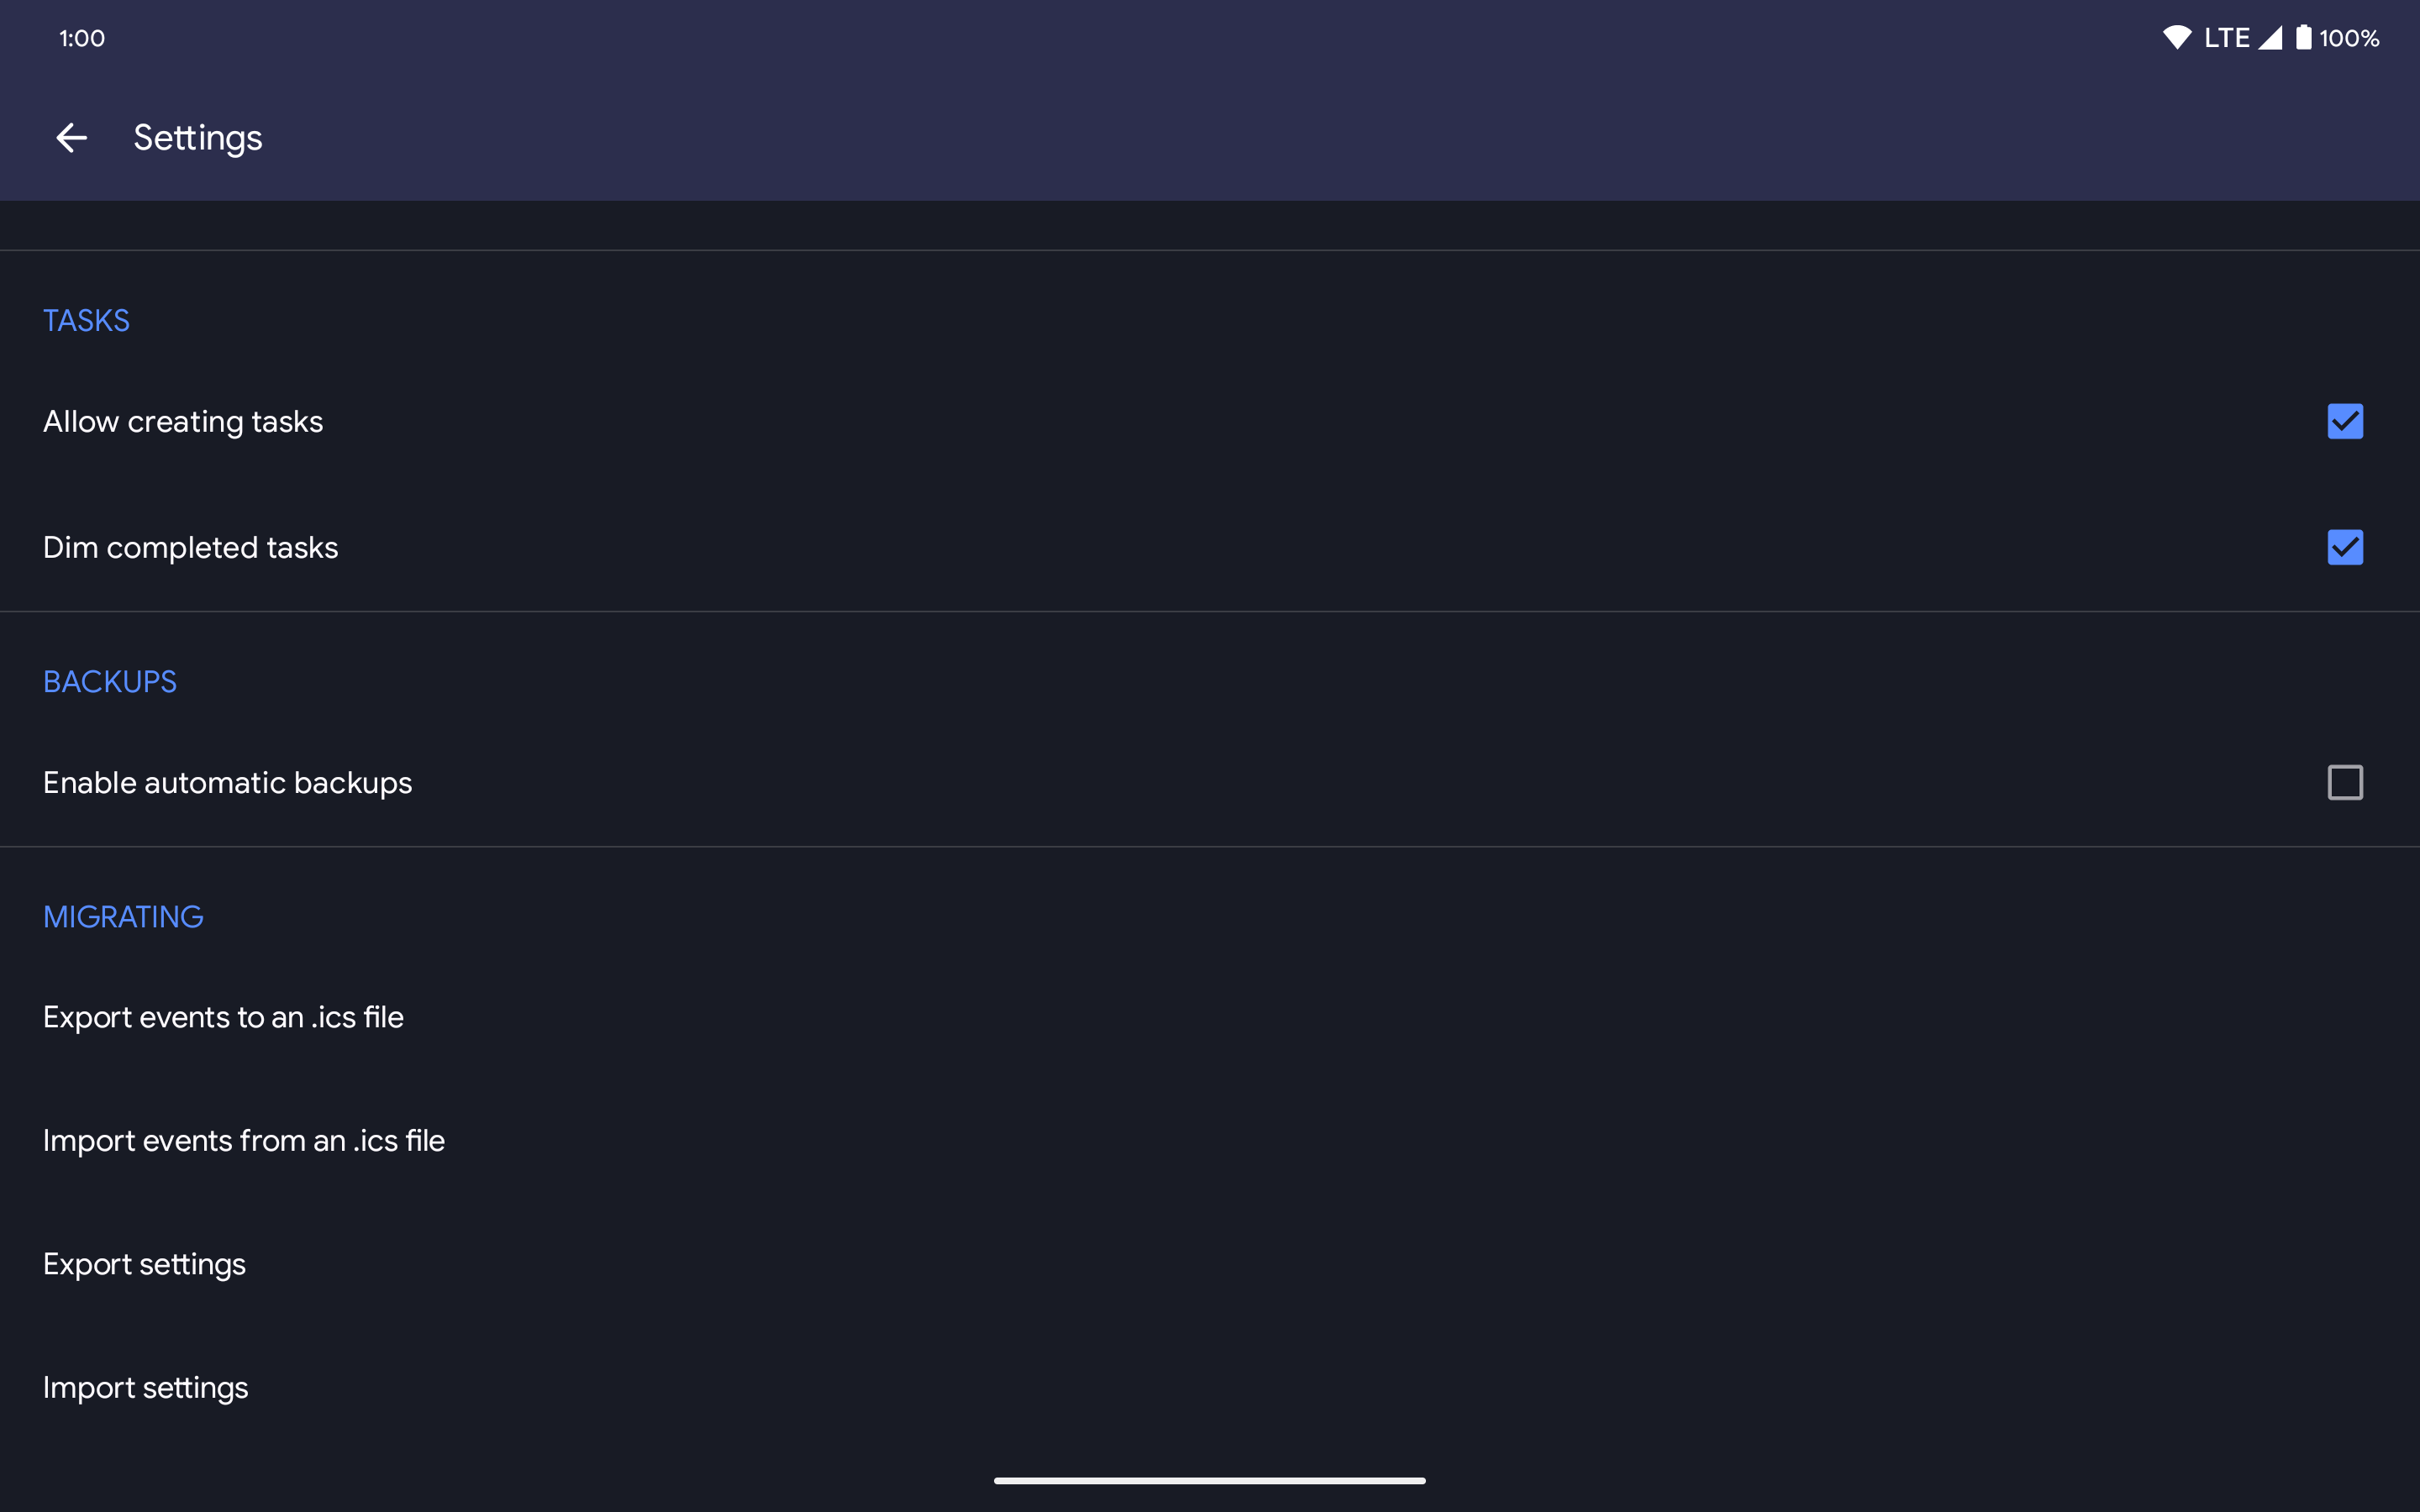 1:00
LTE 100%
Settings
TASKS
Allow creating tasks
Dim completed tasks
BACKUPS
Enable automatic backups
MIGRATING
Export events to an .ics file
Import events from an .ics file
Export settings
Import settings